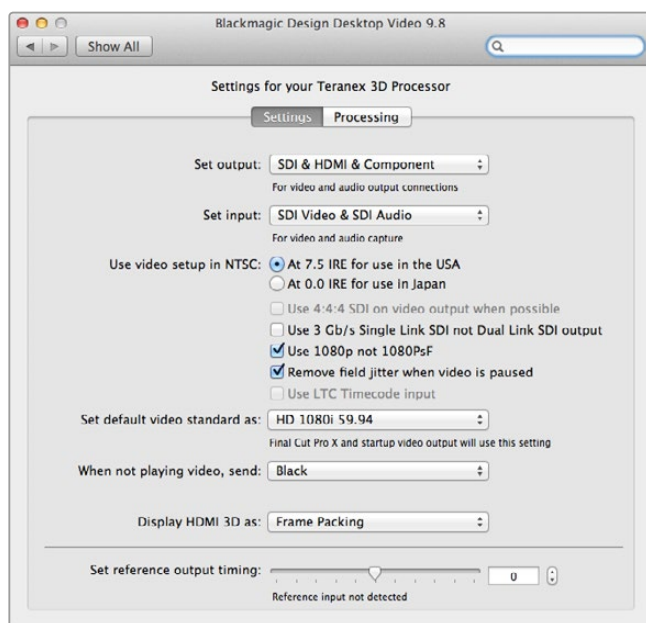 Blackmagic Design Desktop Video 9.8
Show All
Settings for your Teranex 3D Processor
Settings Processing
Set output: SDI & HDMI & Component
For video and audio output connections
Set input: SDI Video & SDI Audio
For video and audio capture
Use video setup in NTSC: At 7.5 IRE for use in the USA
At 0.0 IRE for use in Japan
Use 4:4:4 SDI on video output when possible
Use 3 Gb/s Single Link SDI not Dual Link SDI output
Use 1080p not 1080PsF
Remove field jitter when video is paused
Use LTC Timecode input
Set default video standard as: HD 1080i 59.94
Final Cut Pro X and startup video output will use this setting
When not playing video, send: Black
Display HDMI 3D as: Frame Packing
Set reference output timing: 0
Reference input not detected